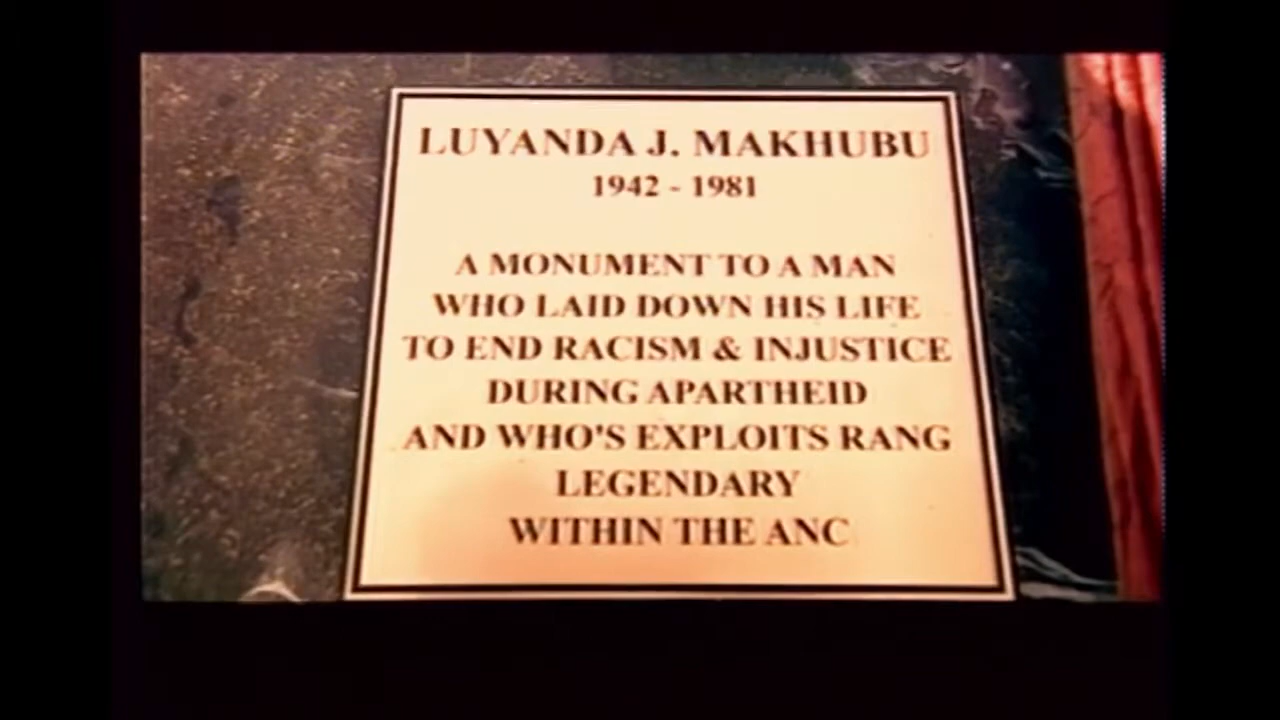 LUYANDA J. MAKHUBU
1942 - 1981
A MONUMENT TO A MAN
WHO LAID DOWN HIS LIFE
TO END RACISM & INJUSTICE
DURING APARTHEID
AND WHO'S EXPLOITS RANG
LEGENDARY
WITHIN THE ANC